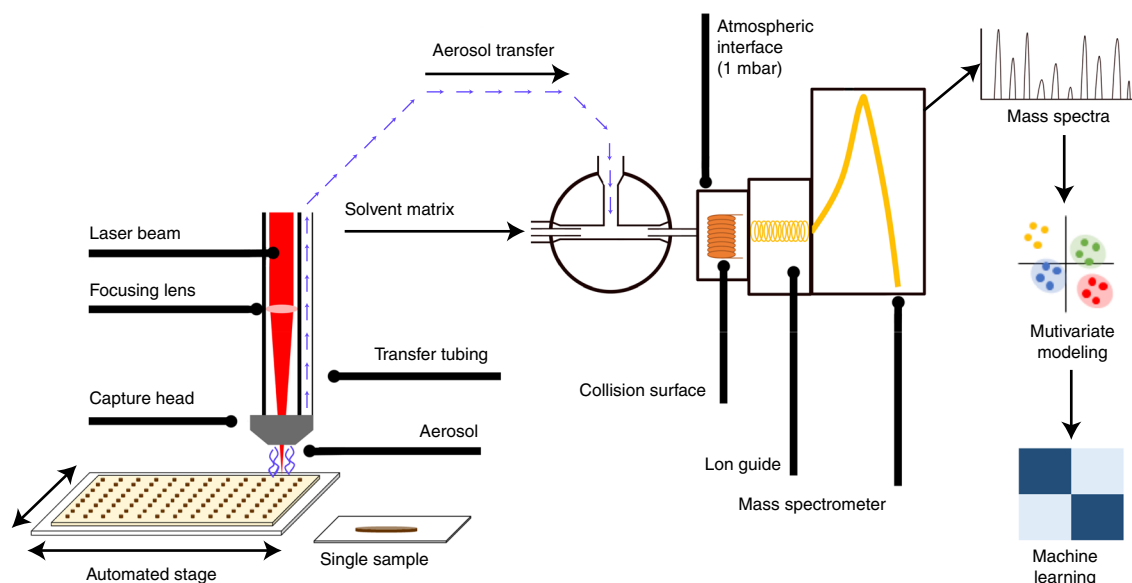 Aerosol transfer
Atmospheric
interface
(1 mbar)
Mass spectra
Solvent matrix
Laser beam
Focusing lens
Transfer tubing
Capture head
Aerosol
Collision surface
Lon guide
Mass spectrometer
Mutivariate
modeling
Single sample
Automated stage
Machine
learning